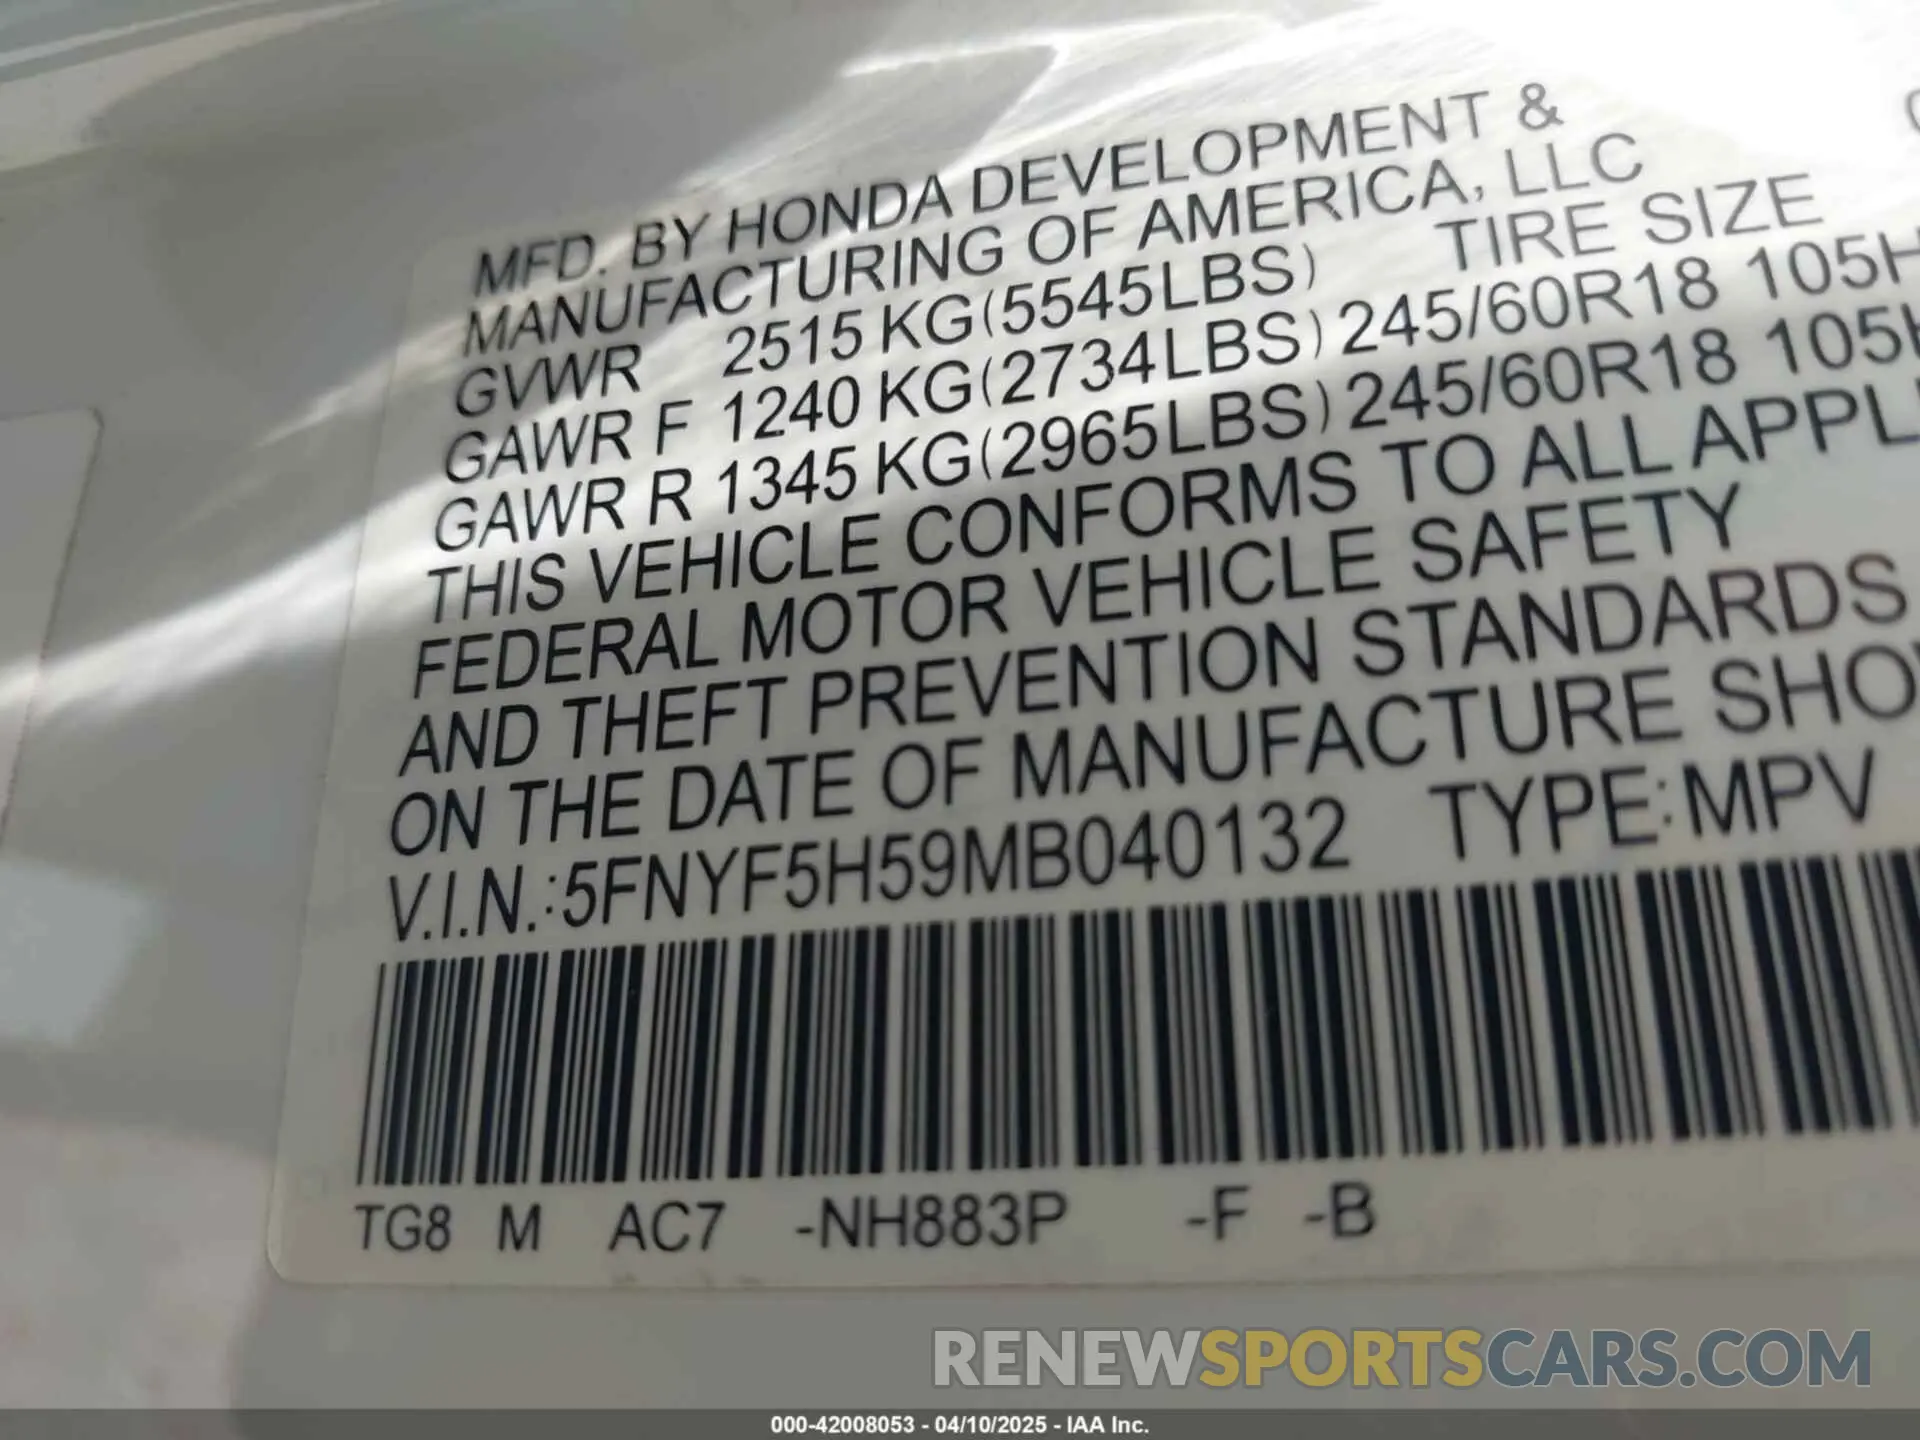 MFD. BY HONDA DEVELOPMENT &
MANUFACTURING OF AMERICA, LLC
GVWR 2515 KG(5545LBS) TIRE SIZE
GAWR F 1240 KG(2734LBS) 245/60R18 105H
GAWR R 1345 KG(2965LBS) 245/60R18 105H
THIS VEHICLE CONFORMS TO ALL APPLI
FEDERAL MOTOR VEHICLE SAFETY
AND THEFT PREVENTION STANDARDS
ON THE DATE OF MANUFACTURE SHO
V.I.N.:5FNYF5H59MB040132 TYPE:MPV
TG8 M AC7 -NH883P -F -B
RENEWSPORTSCARS.COM
000-42008053 - 04/10/2025 - IAA Inc.